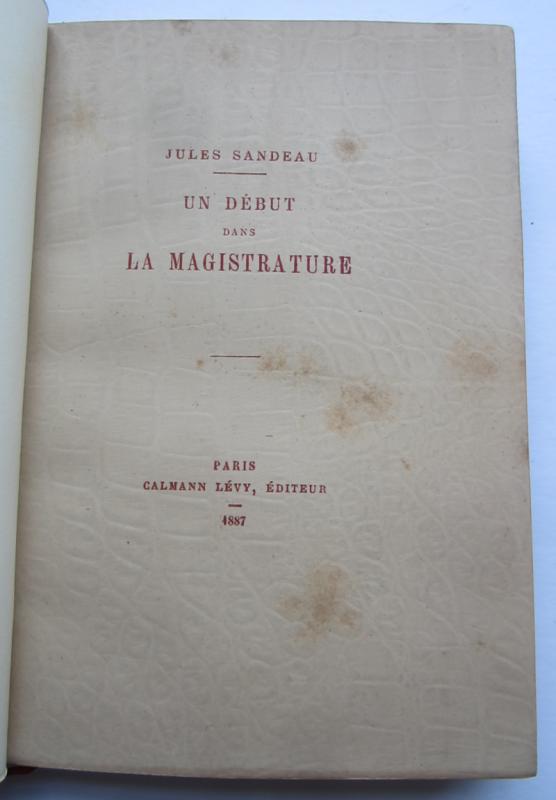 JULES SANDEAU
UN DÉBUT
DANS
LA MAGISTRATURE
PARIS
CALMANN LÉVY, ÉDITEUR
1887